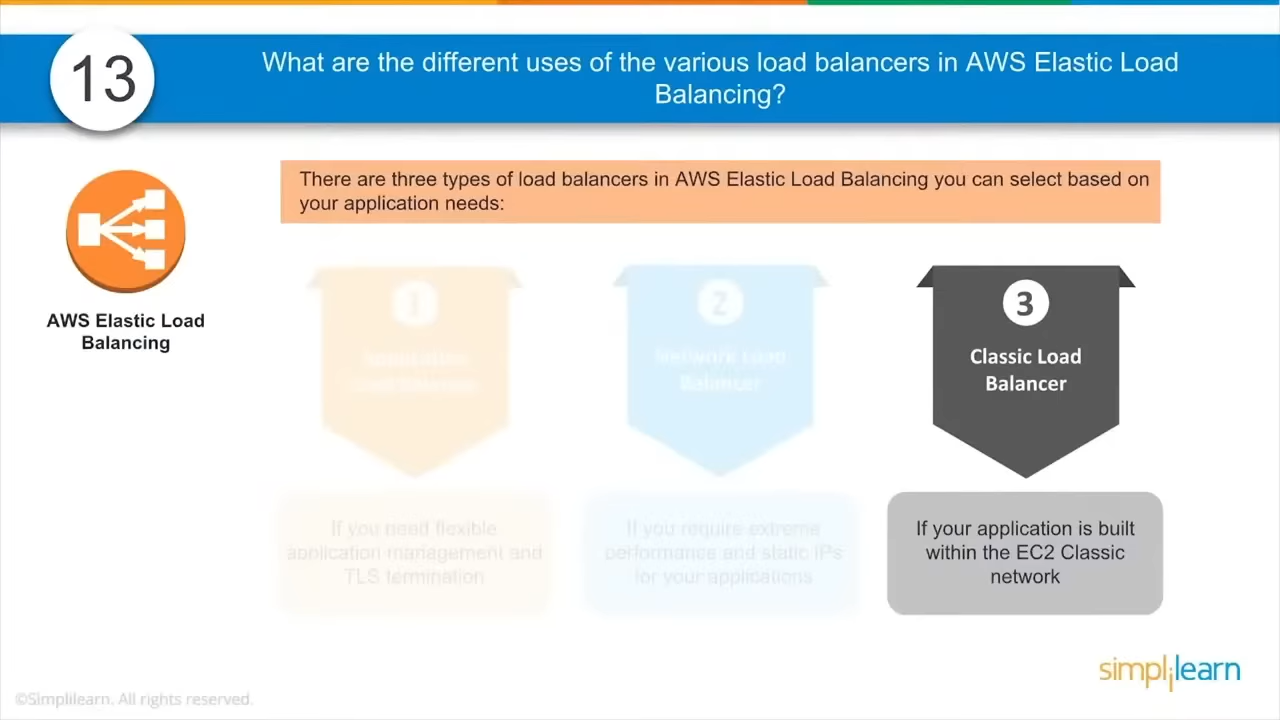 13
What are the different uses of the various load balancers in AWS Elastic Load
Balancing?
There are three types of load balancers in AWS Elastic Load Balancing you can select based on
your application needs:
AWS Elastic Load
Balancing
1
2
Network Load
Balancer
3
Classic Load
Balancer
If you need flexible
application management and
TLS termination
If you require extreme
performance and static IPs
for your applications
If your application is built
within the EC2 Classic
network
simplilearn
©Simplilearn. All rights reserved.